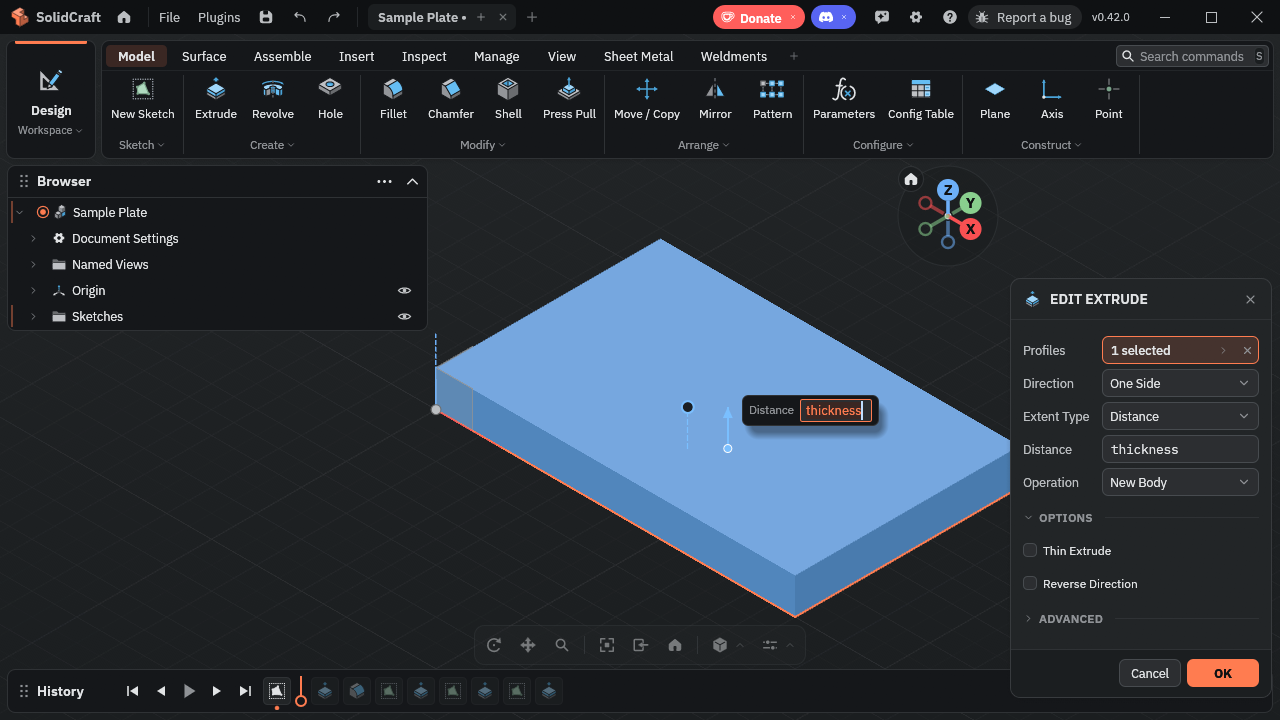 SolidCraft
File
Plugins
Sample Plate •
Donate
Report a bug
v0.42.0
Design
Workspace
Model
Surface
Assemble
Insert
Inspect
Manage
View
Sheet Metal
Weldments
Search commands
S
New Sketch
Extrude
Revolve
Hole
Fillet
Chamfer
Shell
Press Pull
Move / Copy
Mirror
Pattern
Parameters
Config Table
Plane
Axis
Point
Sketch
Create
Modify
Arrange
Configure
Construct
Browser
Sample Plate
Document Settings
Named Views
Origin
Sketches
Z
Y
X
Distance
thickness
EDIT EXTRUDE
Profiles
1 selected
Direction
One Side
Extent Type
Distance
Distance
thickness
Operation
New Body
OPTIONS
Thin Extrude
Reverse Direction
ADVANCED
Cancel
OK
History